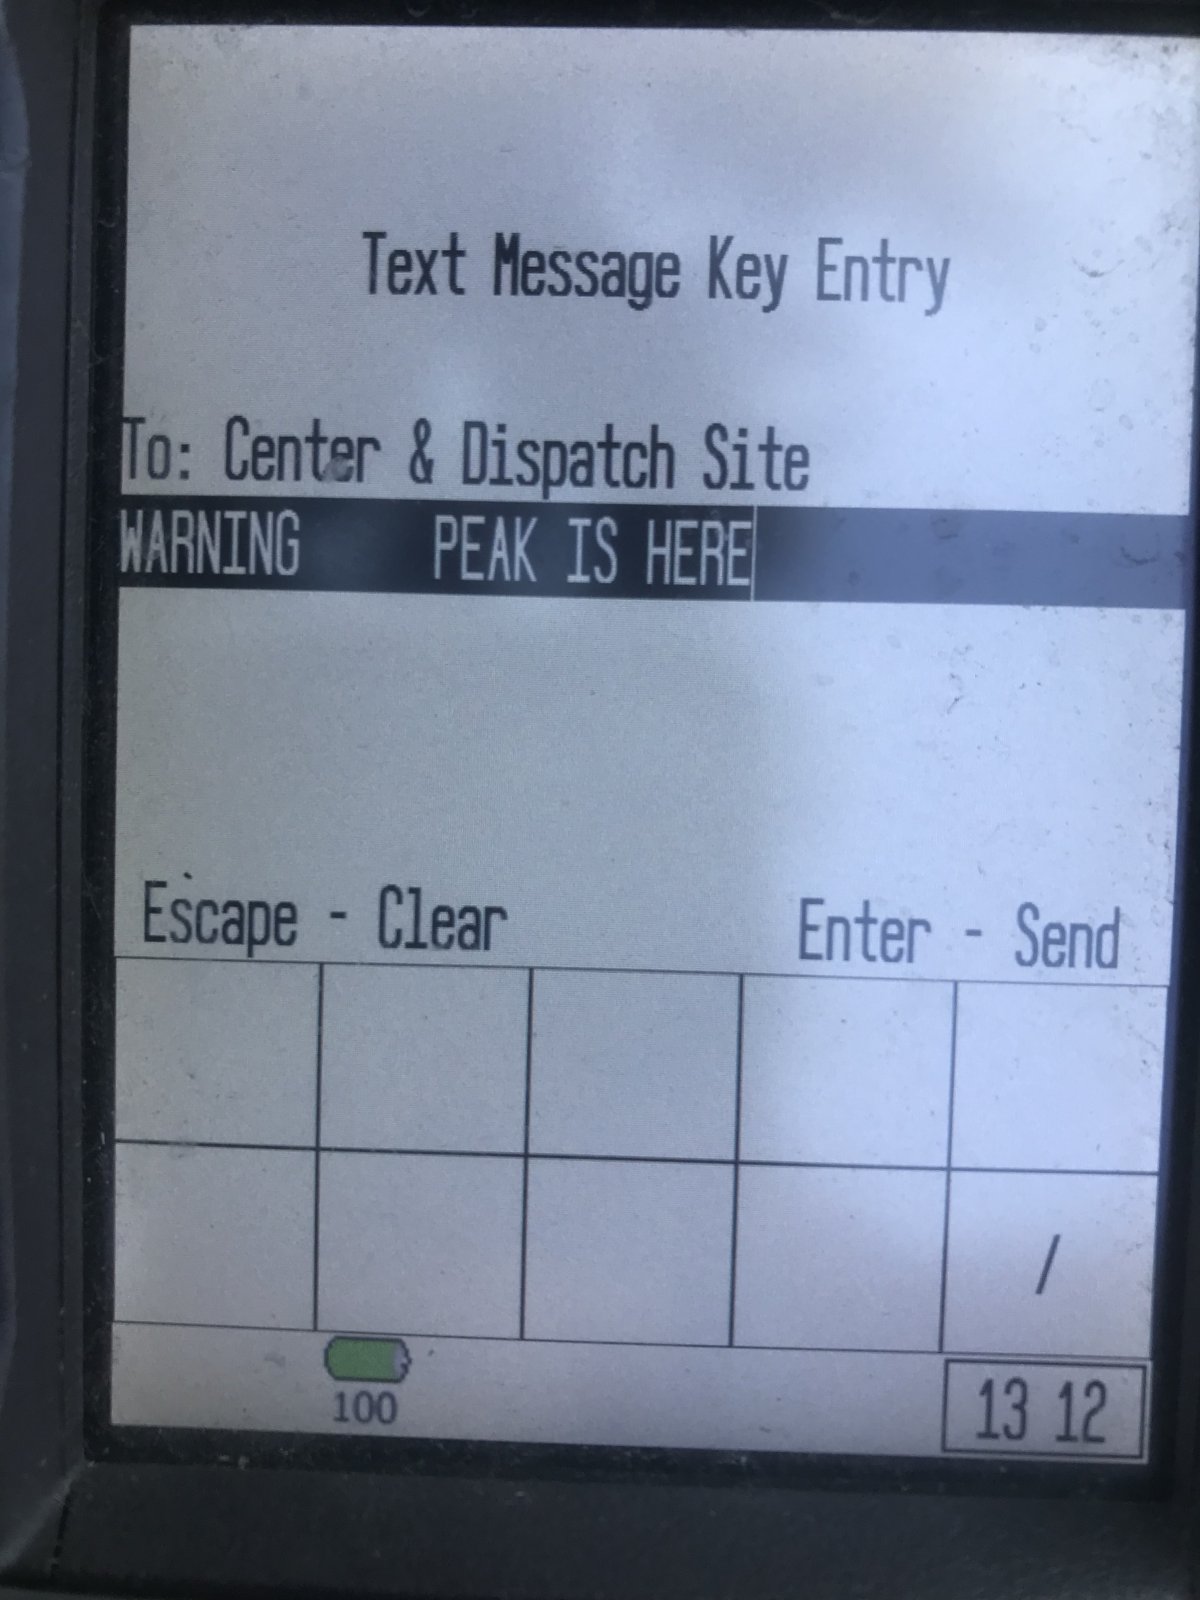 Text Message Key Entry
To: Center & Dispatch Site
WARNING     PEAK IS HERE
Escape - Clear     Enter - Send
/
100
13 12